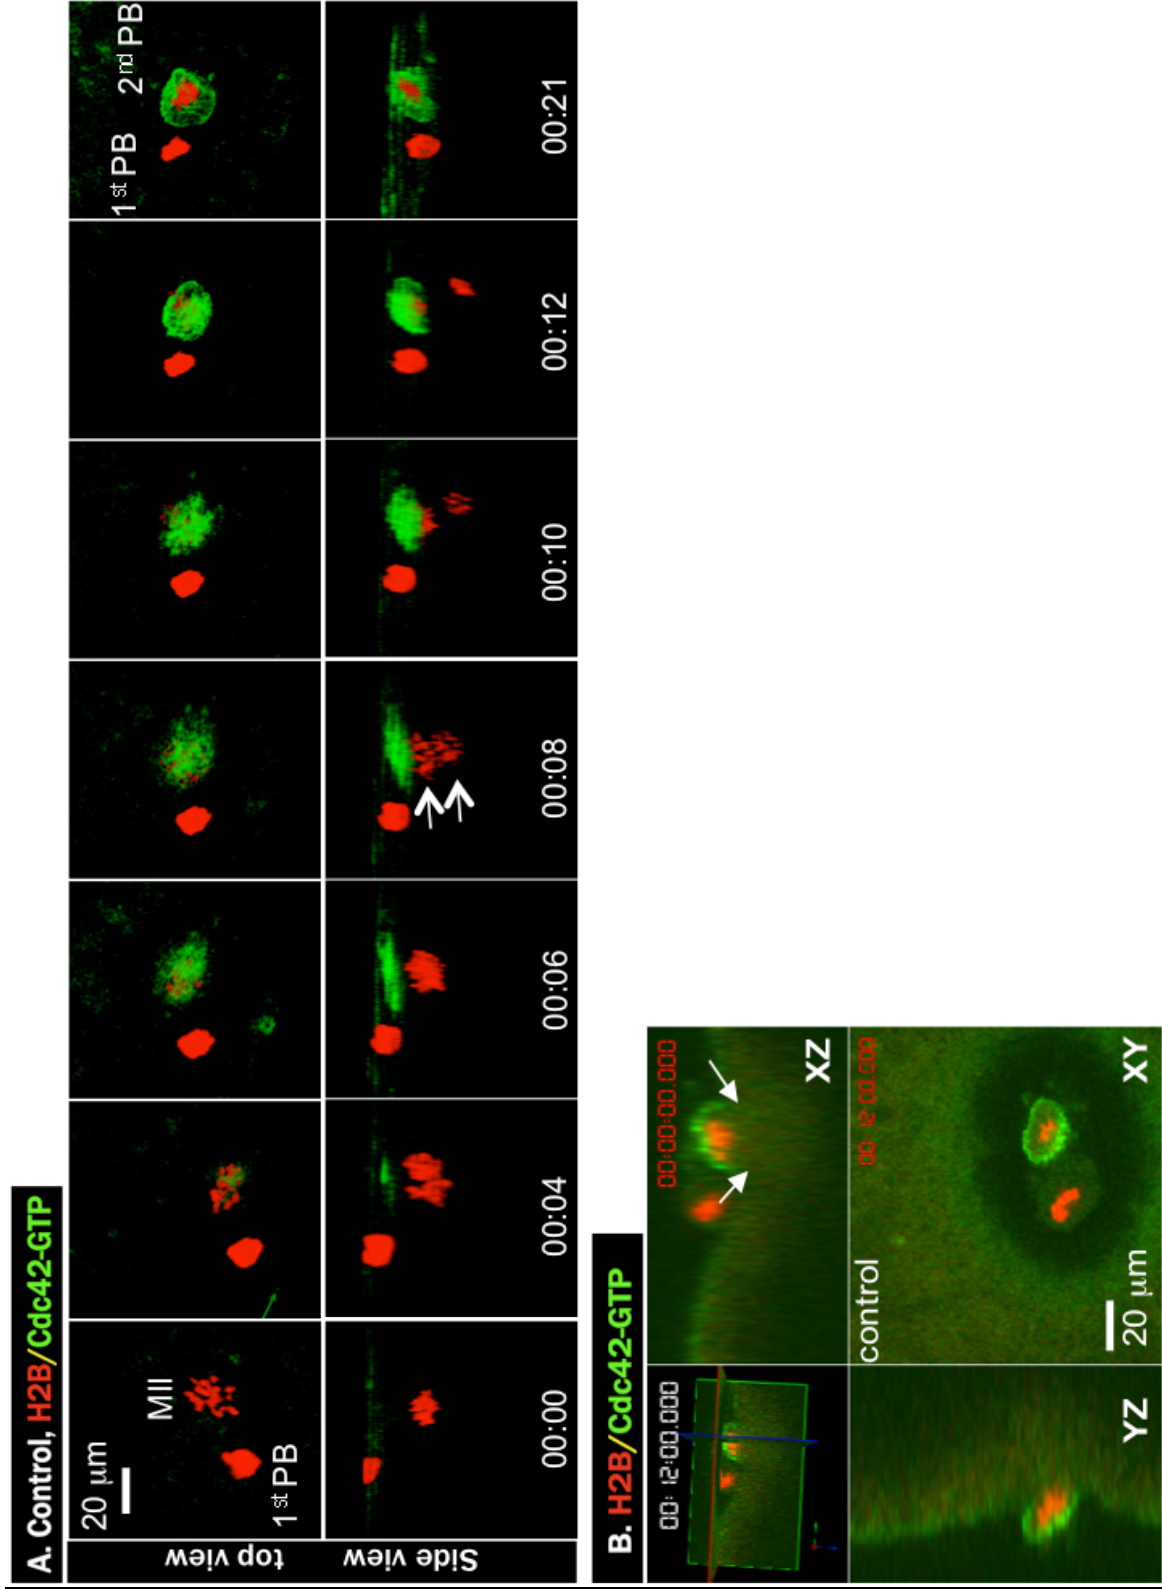 A. Control, H2B/Cdc42-GTP
top view
20 µm
MII
1st PB
1st PB
2nd PB
Side view
00:00
00:04
00:06
00:08
00:10
00:12
00:21
B. H2B/Cdc42-GTP
00:12:00.000
00:00:00.000
XZ
YZ
control
00:12:00.000
20 µm
XY